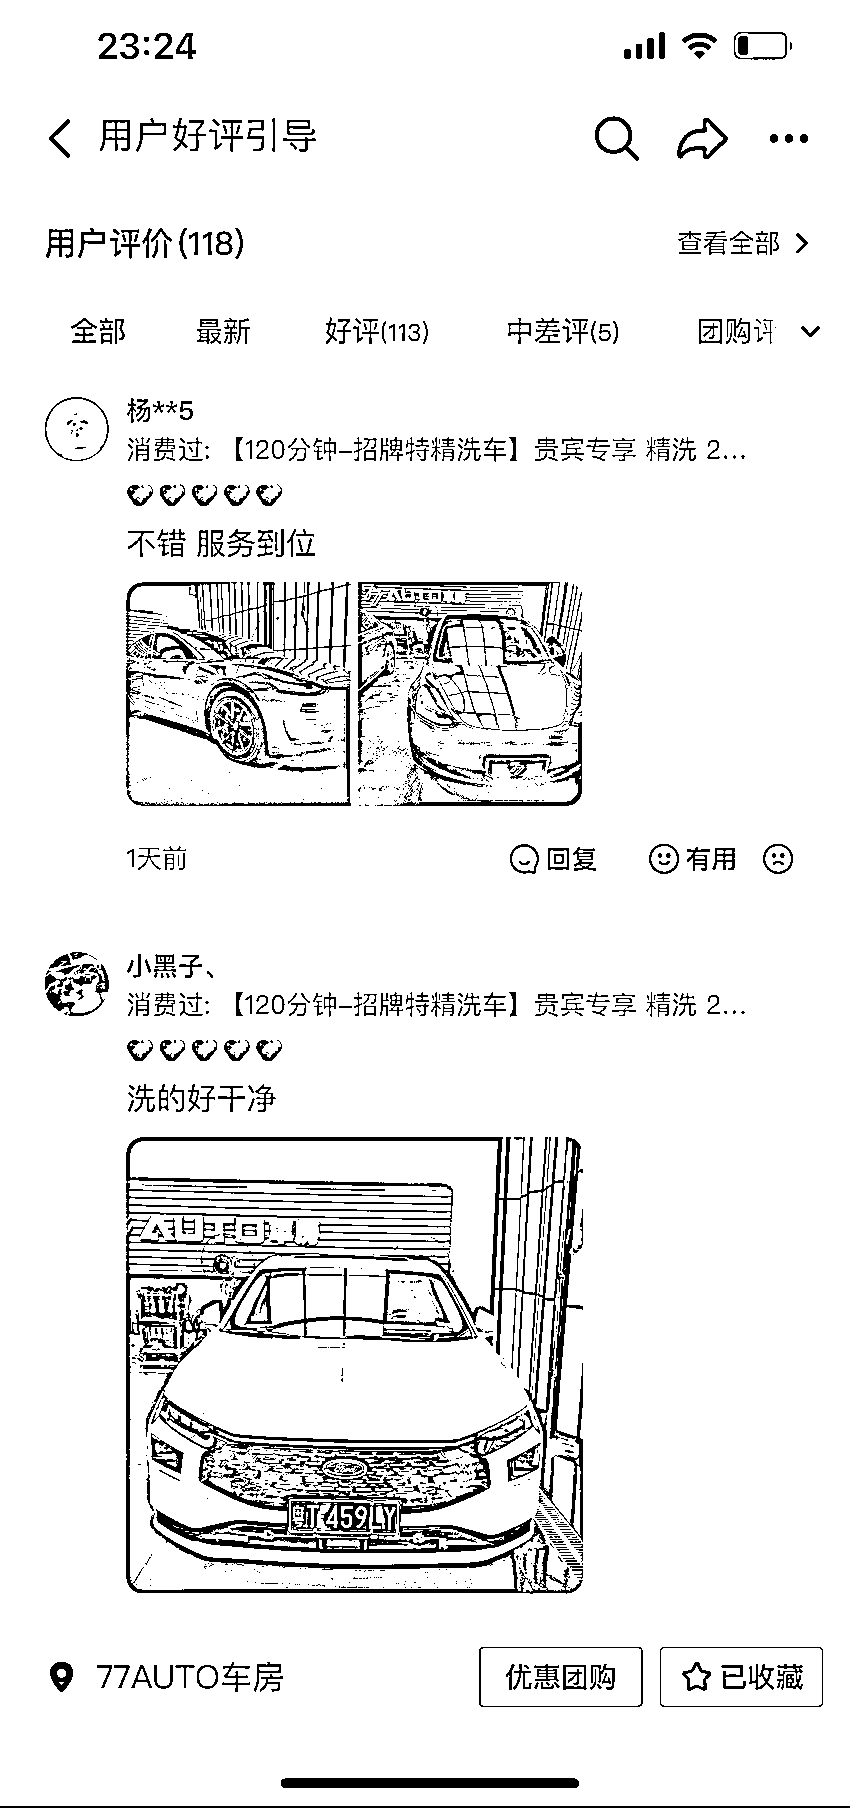 23:24
用户好评引导
用户评价(118)
查看全部
全部 最新 好评(113) 中差评(5) 团购评
杨**5
消费过: 【120分钟-招牌特精洗车】贵宾专享 精洗 2...
不错 服务到位
1天前
回复 有用
小黑子、
消费过: 【120分钟-招牌特精洗车】贵宾专享 精洗 2...
洗的好干净
T459LY
77AUTO车房
优惠团购
已收藏